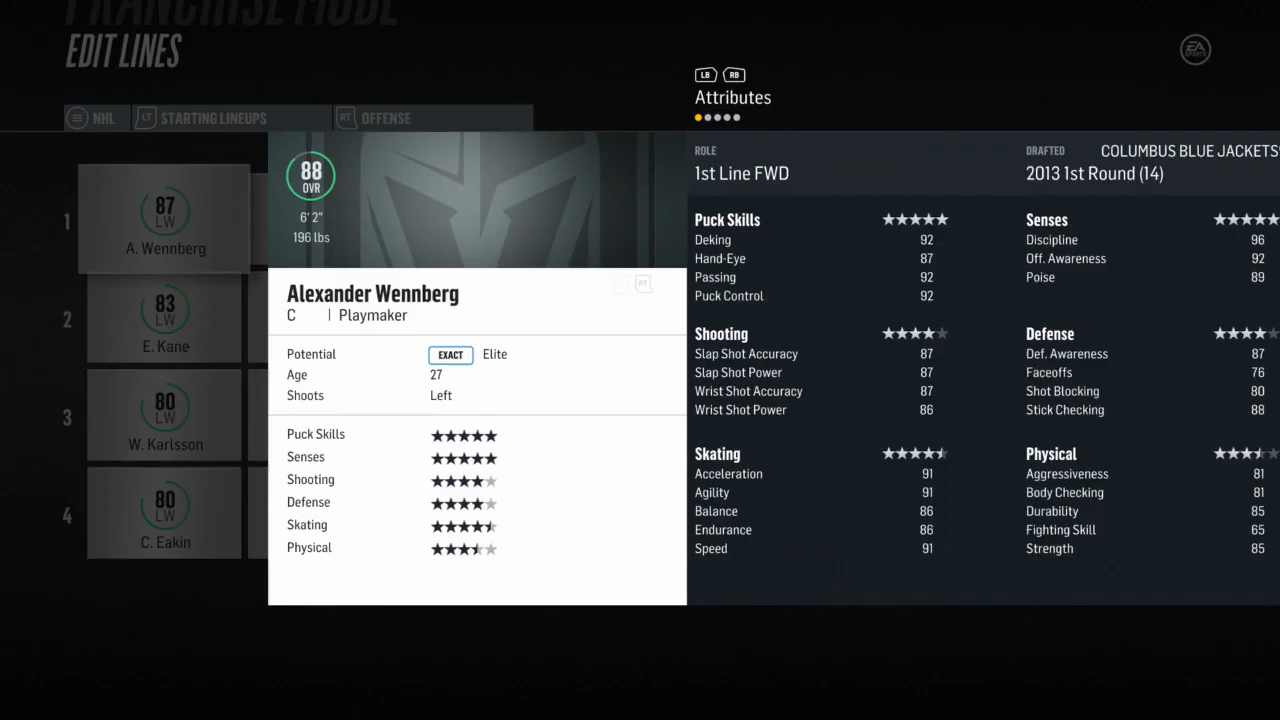 FRANCHISE MODE
EDIT LINES
EA
SPORTS
LB RB
Attributes
NHL LT STARTING LINEUPS RT OFFENSE
1
87
LW
A. Wennberg
2
83
LW
E. Kane
3
80
LW
W. Karlsson
4
80
LW
C. Eakin
88
OVR
6' 2"
196 lbs
RT
Alexander Wennberg
C | Playmaker
Potential EXACT Elite
Age 27
Shoots Left
Puck Skills
Senses
Shooting
Defense
Skating
Physical
ROLE
1st Line FWD
DRAFTED COLUMBUS BLUE JACKETS'
2013 1st Round (14)
Puck Skills
Deking 92
Hand-Eye 87
Passing 92
Puck Control 92
Senses
Discipline 96
Off. Awareness 92
Poise 89
Shooting
Slap Shot Accuracy 87
Slap Shot Power 87
Wrist Shot Accuracy 87
Wrist Shot Power 86
Defense
Def. Awareness 87
Faceoffs 76
Shot Blocking 80
Stick Checking 88
Skating
Acceleration 91
Agility 91
Balance 86
Endurance 86
Speed 91
Physical
Aggressiveness 81
Body Checking 81
Durability 85
Fighting Skill 65
Strength 85